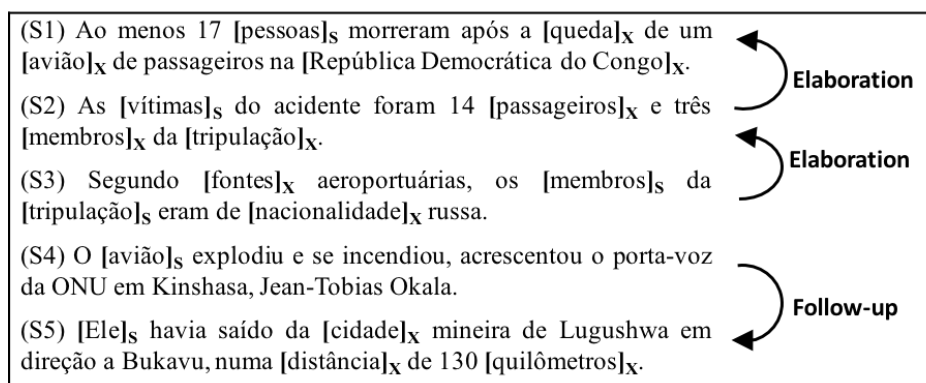 (S1) Ao menos 17 [pessoas]S morreram após a [queda]X de um
[avião]X de passageiros na [República Democrática do Congo]X.
Elaboration
(S2) As [vítimas]S do acidente foram 14 [passageiros]X e três
[membros]X da [tripulação]X.
Elaboration
(S3) Segundo [fontes]X aeroportuárias, os [membros]S da
[tripulação]S eram de [nacionalidade]X russa.
(S4) O [avião]S explodiu e se incendiou, acrescentou o porta-voz
da ONU em Kinshasa, Jean-Tobias Okala.
Follow-up
(S5) [Ele]S havia saído da [cidade]X mineira de Lugushwa em
direção a Bukavu, numa [distância]X de 130 [quilômetros]X.